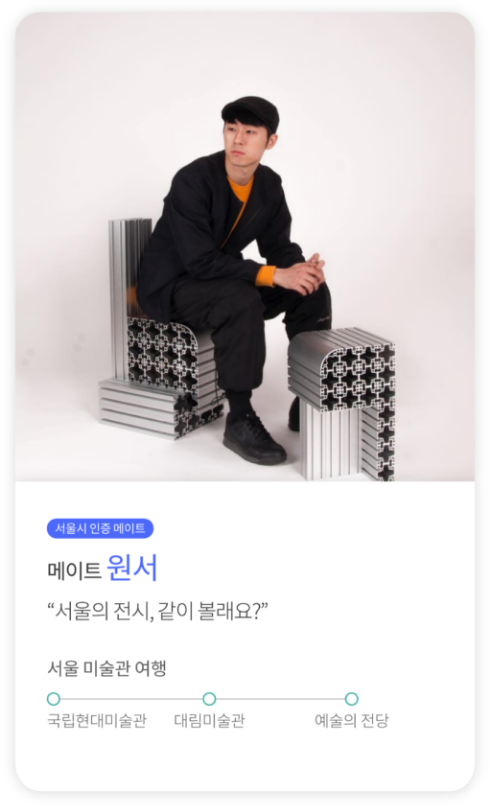 서울시 인증 메이트
메이트 원서
“서울의 전시, 같이 볼래요?”
서울 미술관 여행
국립현대미술관 대림미술관 예술의 전당